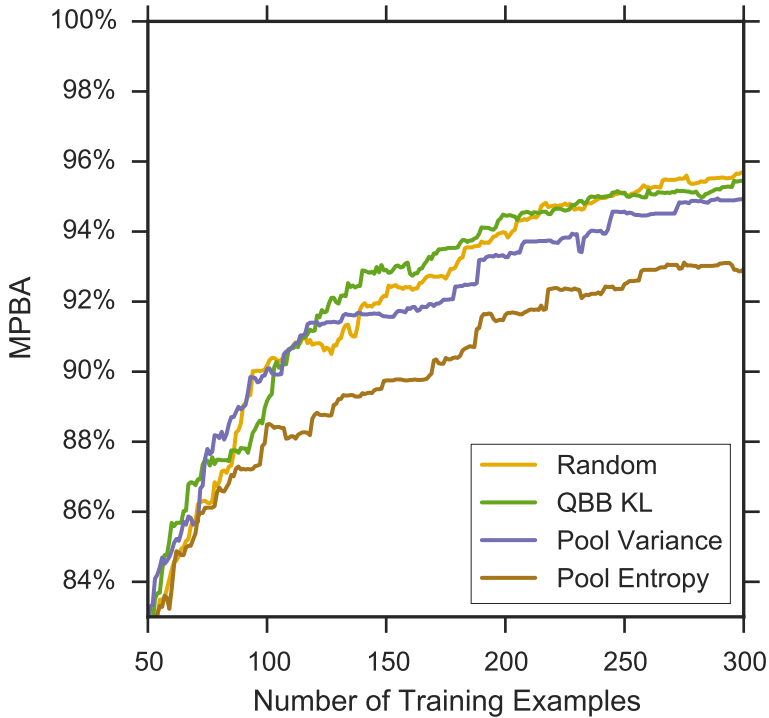 100%
98%
96%
94%
92%
90%
88%
86%
84%
MPBA
50 100 150 200 250 300
Number of Training Examples
Random
QBB KL
Pool Variance
Pool Entropy